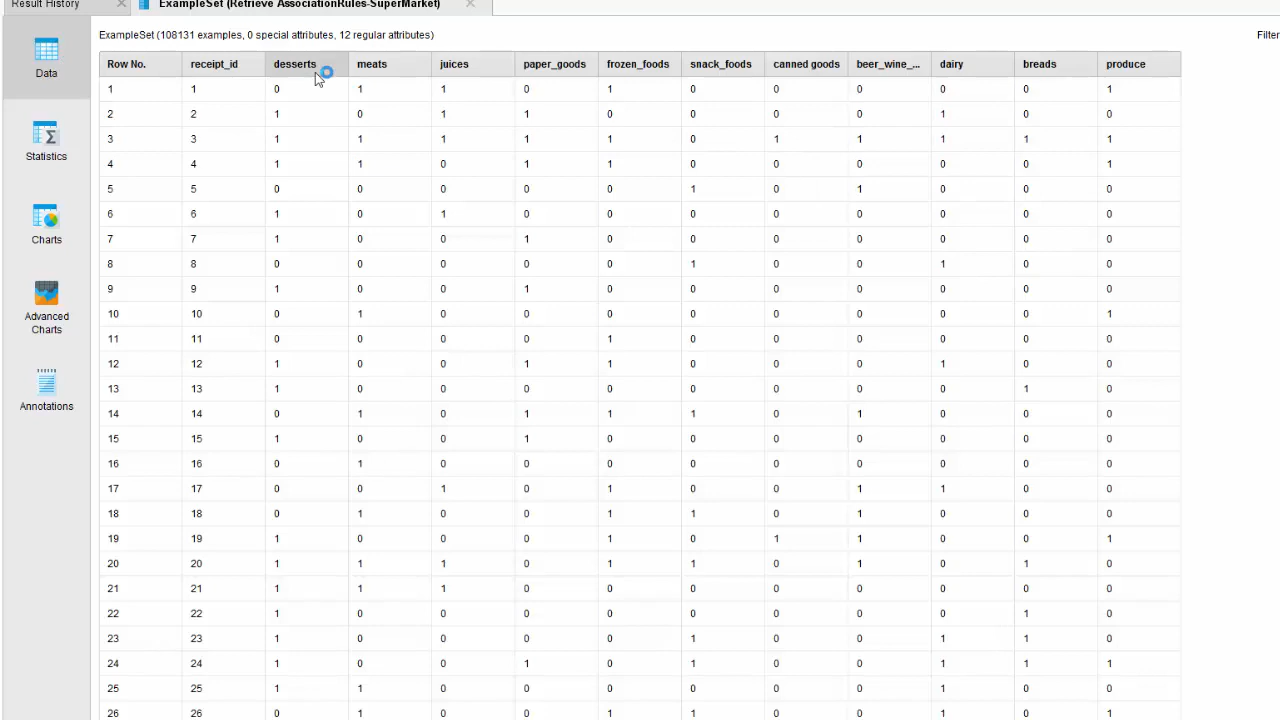 Result History
ExampleSet (Retrieve AssociationRules-SuperMarket)
ExampleSet (108131 examples, 0 special attributes, 12 regular attributes)
Filter
Data
Statistics
Charts
Advanced
Charts
Annotations
Row No. receipt_id desserts meats juices paper_goods frozen_foods snack_foods canned goods beer_wine_... dairy breads produce
1 1 0 1 1 0 1 0 0 0 0 0 1
2 2 1 0 1 1 0 0 0 0 1 0 0
3 3 1 1 1 1 1 0 1 1 1 1 1
4 4 1 1 0 1 1 0 0 0 0 0 1
5 5 0 0 0 0 0 1 0 1 0 0 0
6 6 1 0 1 0 0 0 0 0 0 0 0
7 7 1 0 0 1 0 0 0 0 0 0 0
8 8 0 0 0 0 0 1 0 0 1 0 0
9 9 1 0 0 1 0 0 0 0 0 0 0
10 10 0 1 0 0 0 0 0 0 0 0 1
11 11 0 0 0 0 1 0 0 0 0 0 0
12 12 1 0 0 1 1 0 0 0 1 0 0
13 13 1 0 0 0 0 0 0 0 0 1 0
14 14 0 1 0 1 1 1 0 1 0 0 0
15 15 1 0 0 1 0 0 0 0 0 0 0
16 16 0 1 0 0 0 0 0 0 0 0 0
17 17 0 0 1 0 1 0 0 1 1 0 0
18 18 0 1 0 0 1 1 0 1 0 0 0
19 19 1 0 0 0 1 0 1 1 0 0 1
20 20 1 1 1 0 1 1 0 1 0 1 0
21 21 1 1 1 0 0 0 0 0 0 0 0
22 22 1 0 0 0 0 0 0 0 0 1 0
23 23 1 0 0 0 0 1 0 0 1 1 0
24 24 1 0 0 1 0 1 0 0 1 1 1
25 25 1 1 0 0 0 0 0 0 1 0 0
26 26 0 1 0 0 1 1 0 0 1 0 1